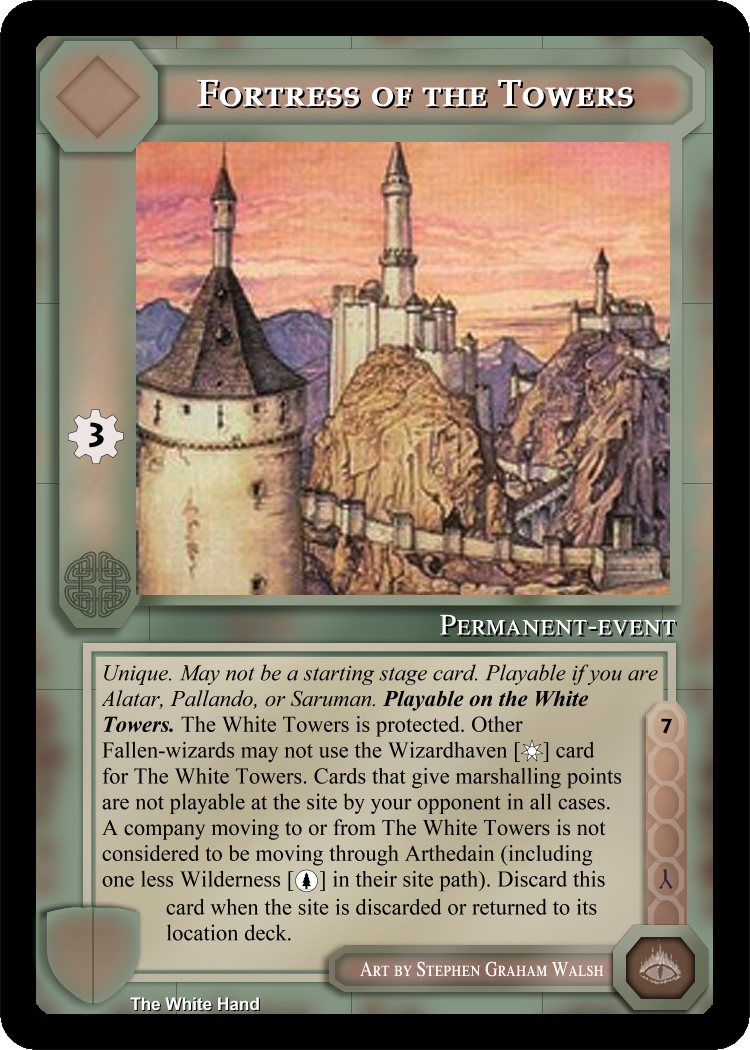 Fortress of the Towers
3
Permanent-event
Unique. May not be a starting stage card. Playable if you are
Alatar, Pallando, or Saruman. Playable on the White
Towers. The White Towers is protected. Other
Fallen-wizards may not use the Wizardhaven [] card
for The White Towers. Cards that give marshalling points
are not playable at the site by your opponent in all cases.
A company moving to or from The White Towers is not
considered to be moving through Arthedain (including
one less Wilderness [] in their site path). Discard this
card when the site is discarded or returned to its
location deck.
7
Art by Stephen Graham Walsh
The White Hand